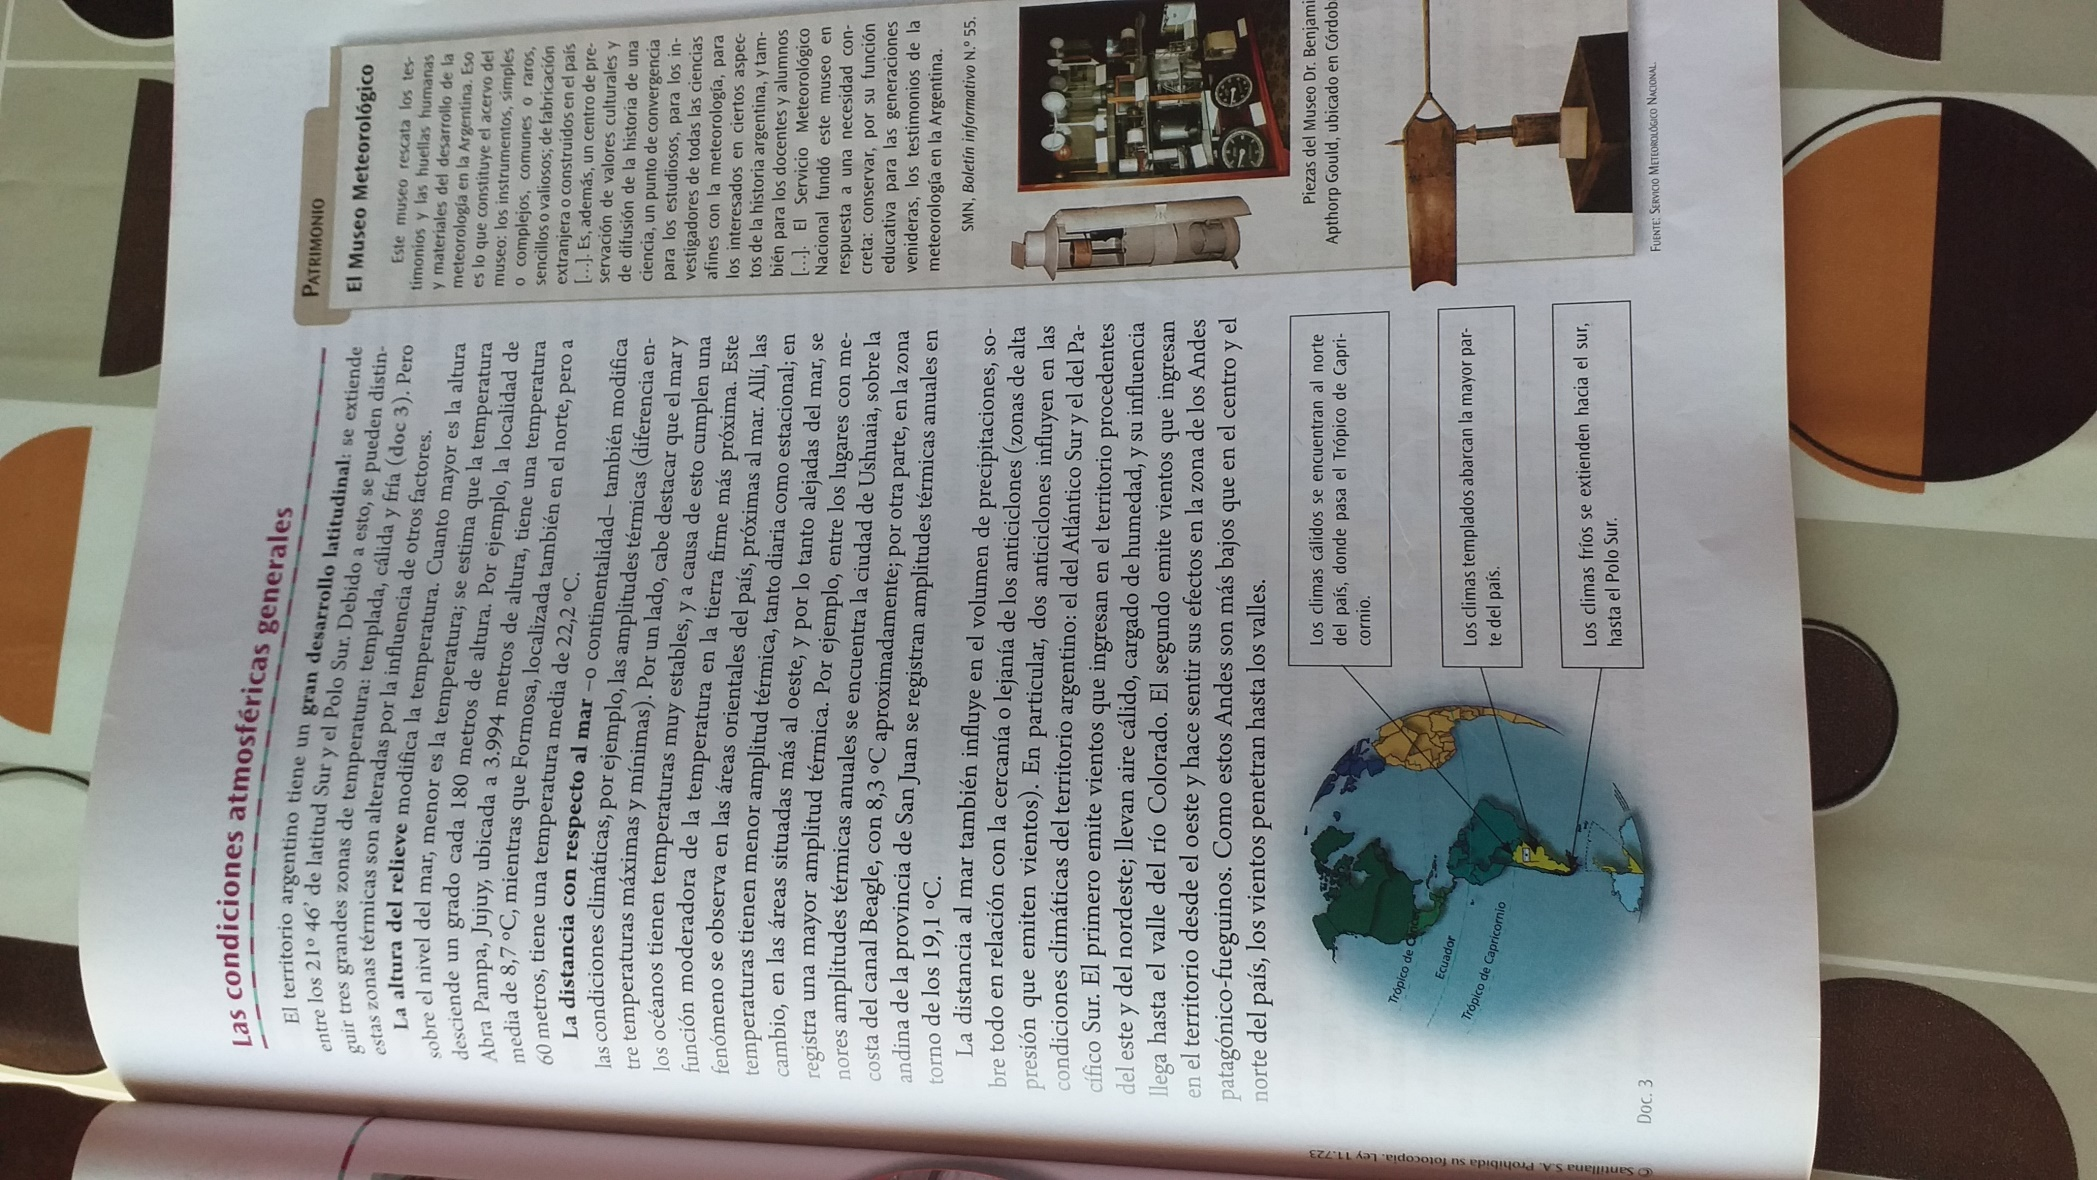 Las condiciones atmosféricas generales
El territorio argentino tiene un gran desarrollo latitudinal: se extiende
entre los 21º 46’ de latitud Sur y el Polo Sur. Debido a esto, se pueden distin-
guir tres grandes zonas de temperatura: templada, cálida y fría (doc 3). Pero
estas zonas térmicas son alteradas por la influencia de otros factores.
La altura del relieve modifica la temperatura. Cuanto mayor es la altura
sobre el nivel del mar, menor es la temperatura; se estima que la temperatura
desciende un grado cada 180 metros de altura. Por ejemplo, la localidad de
Abra Pampa, Jujuy, ubicada a 3.994 metros de altura, tiene una temperatura
media de 8,7 ºC, mientras que Formosa, localizada también en el norte, pero a
60 metros, tiene una temperatura media de 22,2 ºC.
La distancia con respecto al mar –o continentalidad– también modifica
las condiciones climáticas, por ejemplo, las amplitudes térmicas (diferencia en-
tre temperaturas máximas y mínimas). Por un lado, cabe destacar que el mar y
los océanos tienen temperaturas muy estables, y a causa de esto cumplen una
función moderadora de la temperatura en la tierra firme más próxima. Este
fenómeno se observa en las áreas orientales del país, próximas al mar. Allí, las
temperaturas tienen menor amplitud térmica, tanto diaria como estacional; en
cambio, en las áreas situadas más al oeste, y por lo tanto alejadas del mar, se
registra una mayor amplitud térmica. Por ejemplo, entre los lugares con me-
nores amplitudes térmicas anuales se encuentra la ciudad de Ushuaia, sobre la
costa del canal Beagle, con 8,3 ºC aproximadamente; por otra parte, en la zona
andina de la provincia de San Juan se registran amplitudes térmicas anuales en
torno de los 19,1 ºC.
La distancia al mar también influye en el volumen de precipitaciones, so-
bre todo en relación con la cercanía o lejanía de los anticiclones (zonas de alta
presión que emiten vientos). En particular, dos anticiclones influyen en las
condiciones climáticas del territorio argentino: el del Atlántico Sur y el del Pa-
cífico Sur. El primero emite vientos que ingresan en el territorio procedentes
del este y del nordeste; llevan aire cálido, cargado de humedad, y su influencia
llega hasta el valle del río Colorado. El segundo emite vientos que ingresan
en el territorio desde el oeste y hace sentir sus efectos en la zona de los Andes
patagónico-fueguinos. Como estos Andes son más bajos que en el centro y el
norte del país, los vientos penetran hasta los valles.
Trópico de Cáncer
Ecuador
Trópico de Capricornio
Los climas cálidos se encuentran al norte
del país, donde pasa el Trópico de Capri-
cornio.
Los climas templados abarcan la mayor par-
te del país.
Los climas fríos se extienden hacia el sur,
hasta el Polo Sur.
Doc. 3
PATRIMONIO
El Museo Meteorológico
Este museo rescata los tes-
timonios y las huellas humanas
y materiales del desarrollo de la
meteorología en la Argentina. Eso
es lo que constituye el acervo del
museo: los instrumentos, simples
o complejos, comunes o raros,
sencillos o valiosos; de fabricación
extranjera o construidos en el país
[...]. Es, además, un centro de pre-
servación de valores culturales y
de difusión de la historia de una
ciencia, un punto de convergencia
para los estudiosos, para los in-
vestigadores de todas las ciencias
afines con la meteorología, para
los interesados en ciertos aspec-
tos de la historia argentina, y tam-
bién para los docentes y alumnos
[...]. El Servicio Meteorológico
Nacional fundó este museo en
respuesta a una necesidad con-
creta: conservar, por su función
educativa para las generaciones
venideras, los testimonios de la
meteorología en la Argentina.
SMN, Boletín informativo N.º 55.
Piezas del Museo Dr. Benjami
Apthorp Gould, ubicado en Córdob
FUENTE: SERVICIO METEOROLÓGICO NACIONAL.
© Santillana S.A. Prohibida su fotocopia. Ley 11.723